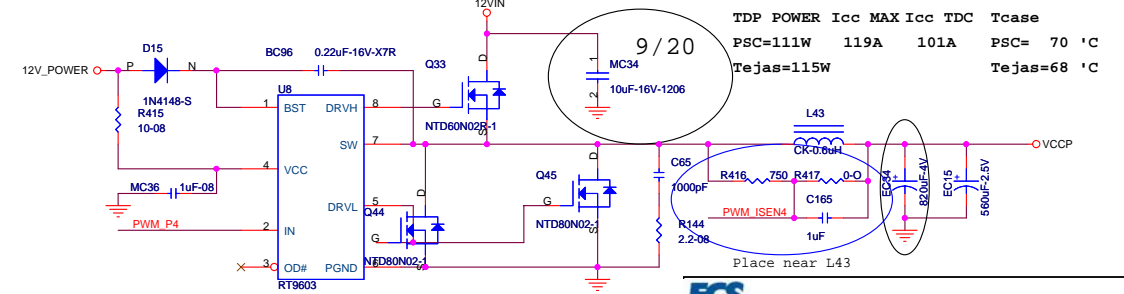 12VIN
TDP POWER Icc MAX Icc TDC Tcase
PSC=111W 119A 101A PSC= 70 'C
Tejas=115W Tejas=68 'C
9/20
D15
12V_POWER
P
N
1N4148-S
BC96
0.22uF-16V-X7R
Q33
D
G
S
NTD60N02R-1
1
MC34
2
10uF-16V-1206
R415
10-08
U8
1 BST DRVH 8
SW 7
4 VCC
DRVL 5
2 IN
3 OD# PGND 6
RT9603
MC36
1uF-08
PWM_P4
Q44
D
G
S
NTD80N02-1
Q45
D
G
S
NTD80N02-1
C65
1000pF
R144
2.2-08
L43
CK-0.6uH
R416 750 R417 0-O
PWM_ISEN4
C165
1uF
Place near L43
EC34
+
820uF-4V
EC15
+
560uF-2.5V
VCCP
ECS